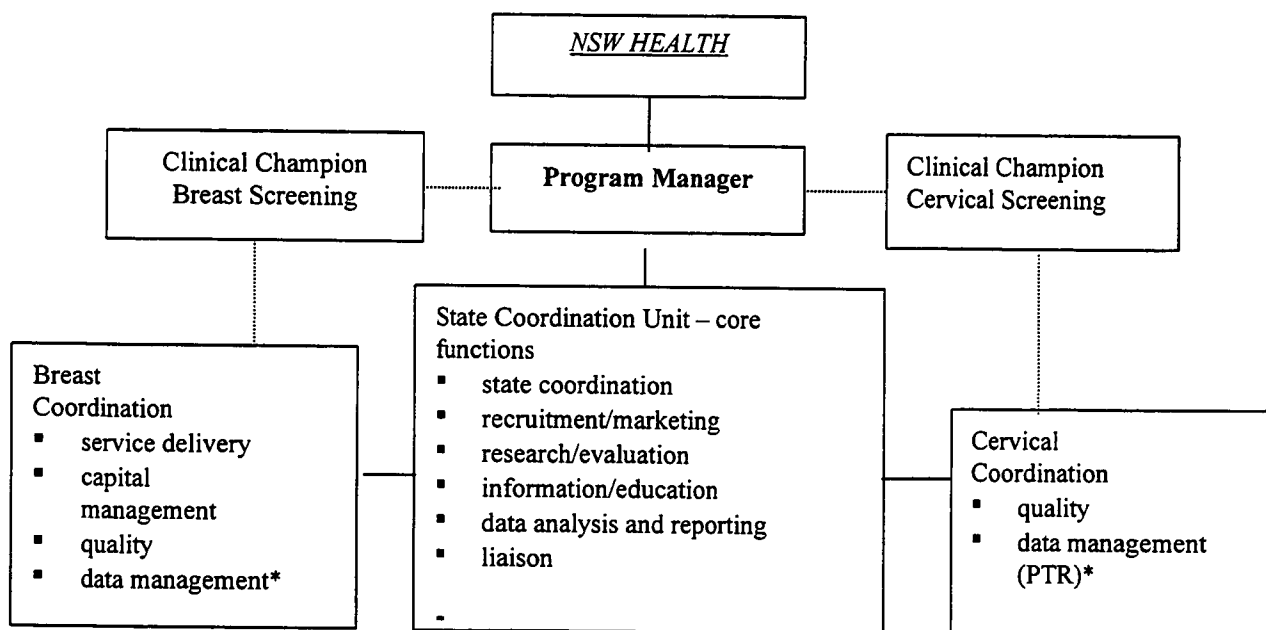 NSW HEALTH
Clinical Champion
Breast Screening
Program Manager
Clinical Champion
Cervical Screening
State Coordination Unit – core
functions
▪ state coordination
▪ recruitment/marketing
▪ research/evaluation
▪ information/education
▪ data analysis and reporting
▪ liaison
Breast
Coordination
▪ service delivery
▪ capital
management
▪ quality
▪ data management*
Cervical
Coordination
▪ quality
▪ data management
(PTR)*